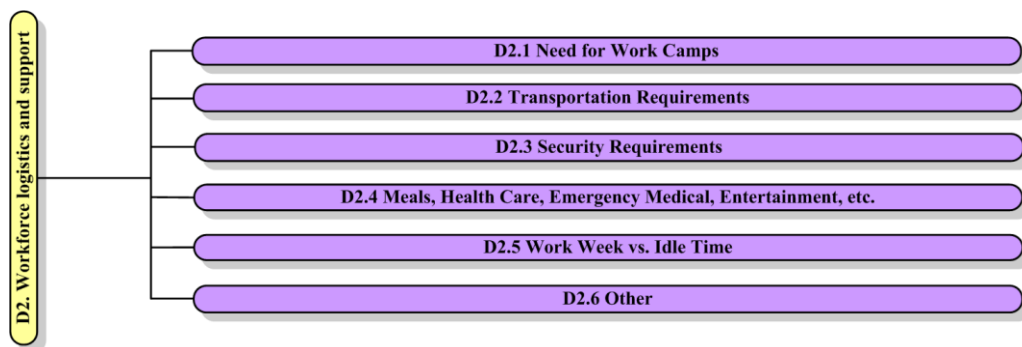 D2. Workforce logistics and support
D2.1 Need for Work Camps
D2.2 Transportation Requirements
D2.3 Security Requirements
D2.4 Meals, Health Care, Emergency Medical, Entertainment, etc.
D2.5 Work Week vs. Idle Time
D2.6 Other